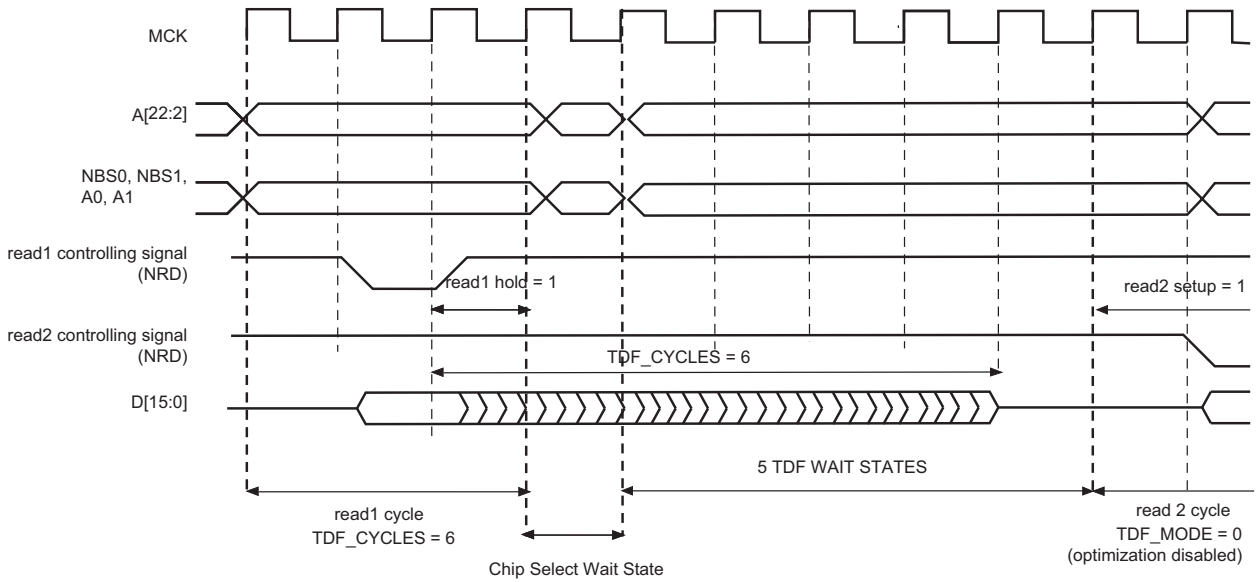 MCK
A[22:2]
NBS0, NBS1,
A0, A1
read1 controlling signal
(NRD)
read1 hold = 1
read2 setup = 1
read2 controlling signal
(NRD)
TDF_CYCLES = 6
D[15:0]
5 TDF WAIT STATES
read1 cycle
TDF_CYCLES = 6
read 2 cycle
TDF_MODE = 0
(optimization disabled)
Chip Select Wait State